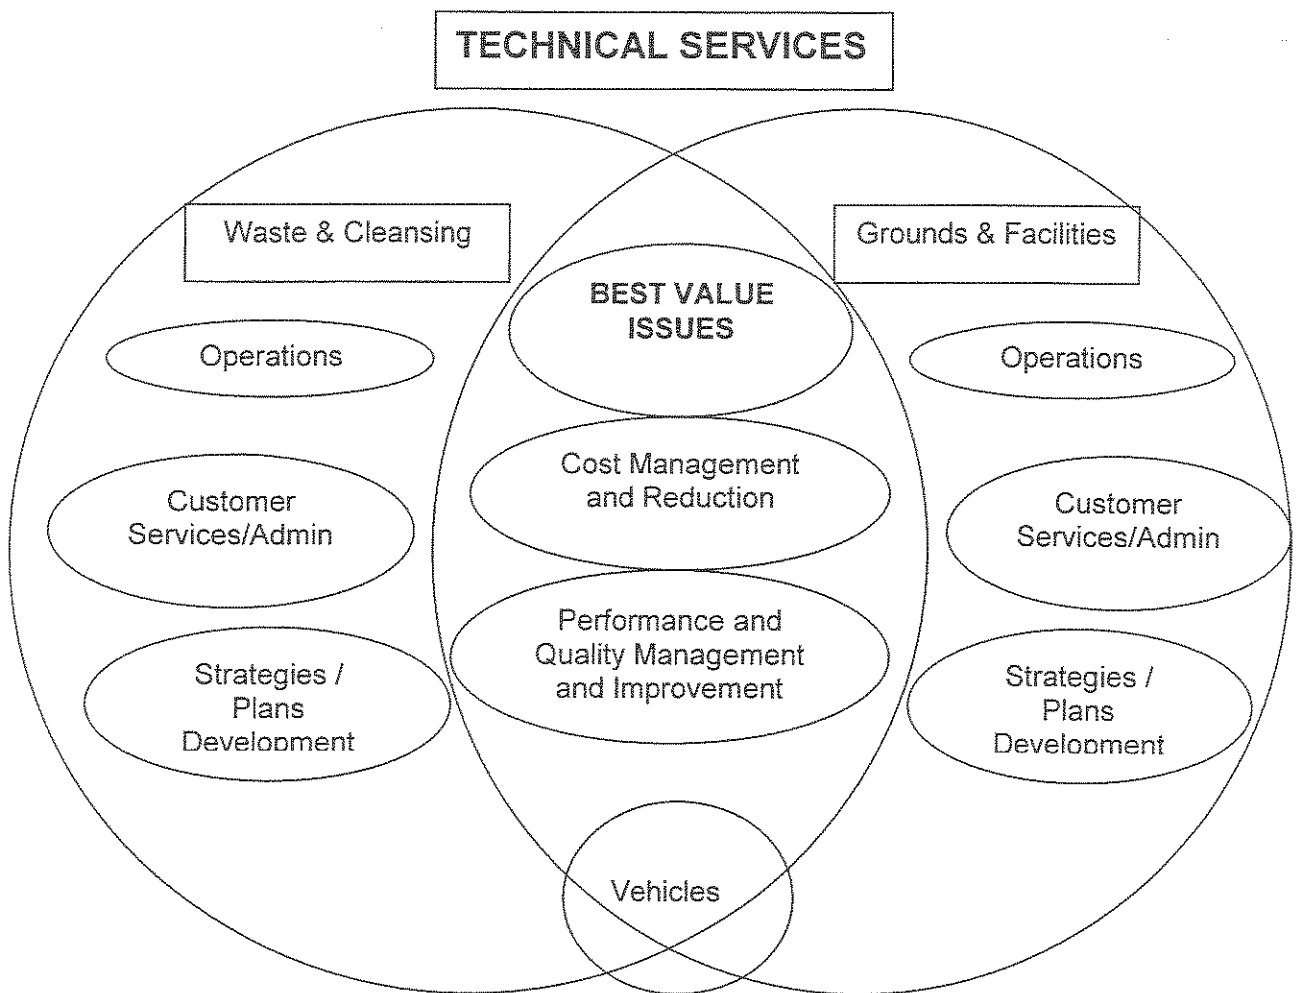 TECHNICAL SERVICES
Waste & Cleansing
Grounds & Facilities
BEST VALUE
ISSUES
Operations
Operations
Cost Management
and Reduction
Customer
Services/Admin
Customer
Services/Admin
Performance and
Quality Management
and Improvement
Strategies /
Plans
Development
Strategies /
Plans
Development
Vehicles